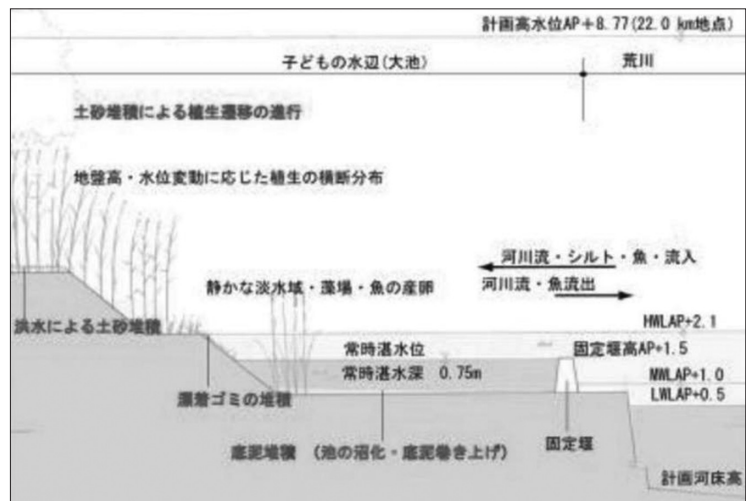 計画高水位AP+8.77(22.0 km地点)
子どもの水辺(大池)
荒川
土砂堆積による植生遷移の進行
地盤高・水位変動に応じた植生の横断分布
河川流・シルト・魚・流入
静かな淡水域・藻場・魚の産卵
河川流・魚流出
洪水による土砂堆積
HWLAP+2.1
常時湛水位
固定堰高AP+1.5
常時湛水深 0.75m
MWLAP+1.0
漂着ゴミの堆積
LWLAP+0.5
底泥堆積 (池の沼化・底泥巻き上げ)
固定堰
計画河床高